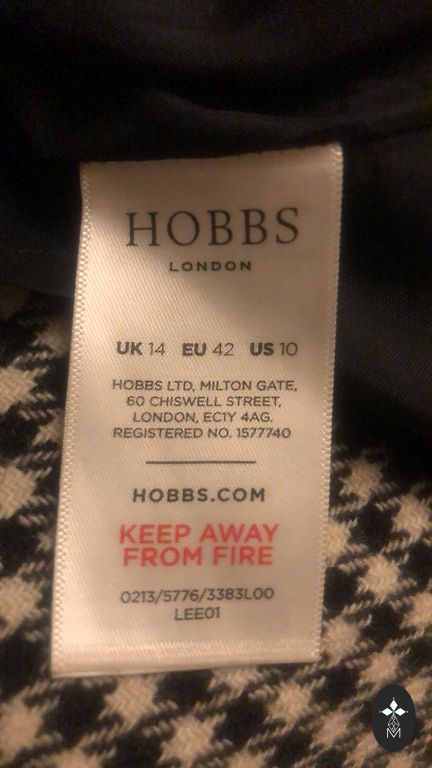 HOBBS
LONDON
UK 14 EU 42 US 10
HOBBS LTD, MILTON GATE,
60 CHISWELL STREET,
LONDON, EC1Y 4AG.
REGISTERED NO. 1577740
HOBBS.COM
KEEP AWAY
FROM FIRE
0213/5776/3383L00
LEE01
M